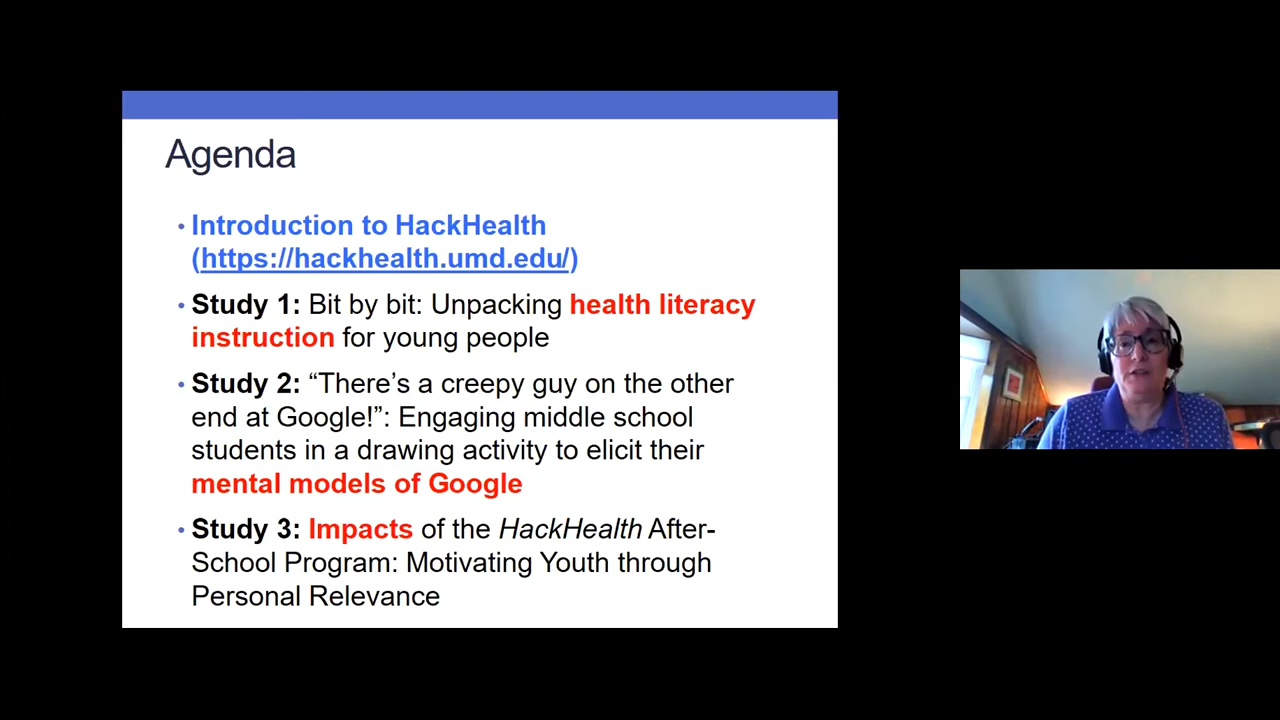 Agenda
• Introduction to HackHealth
(https://hackhealth.umd.edu/)
• Study 1: Bit by bit: Unpacking health literacy
instruction for young people
• Study 2: “There’s a creepy guy on the other
end at Google!”: Engaging middle school
students in a drawing activity to elicit their
mental models of Google
• Study 3: Impacts of the HackHealth After-
School Program: Motivating Youth through
Personal Relevance